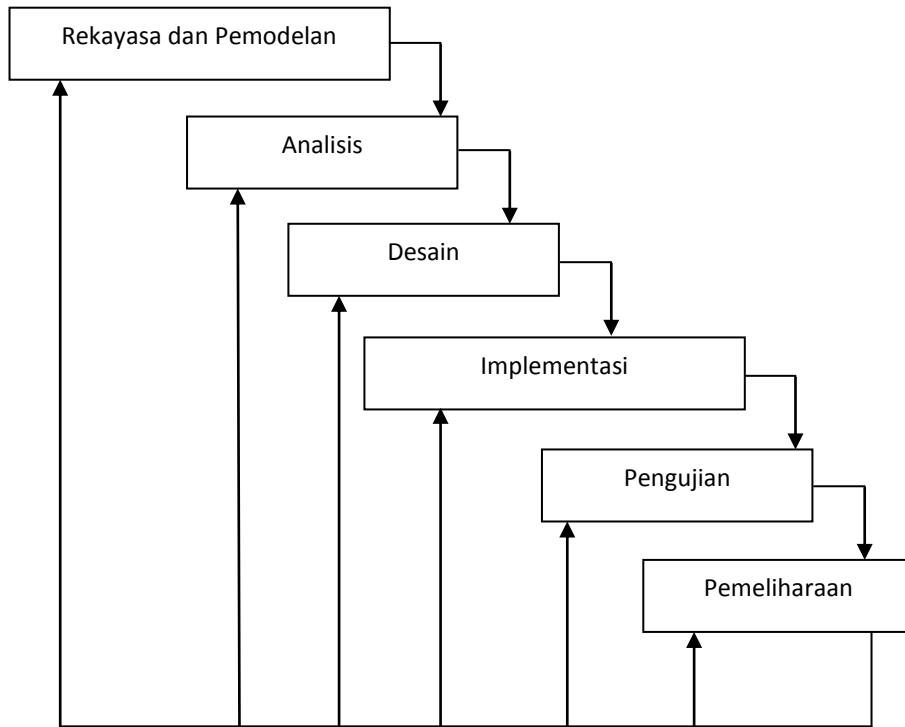 Rekayasa dan Pemodelan
Analisis
Desain
Implementasi
Pengujian
Pemeliharaan